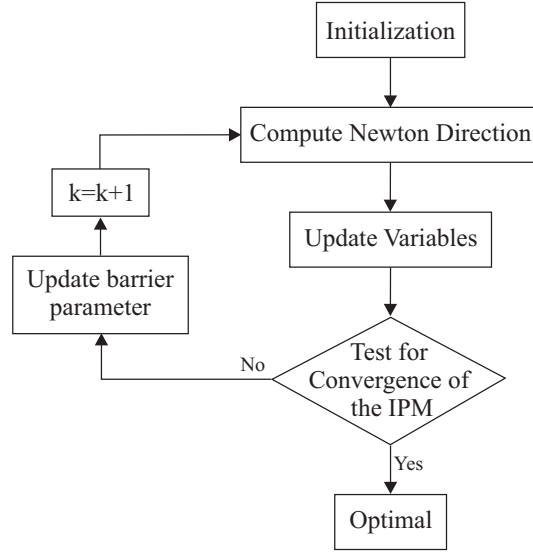 Initialization
Compute Newton Direction
k=k+1
Update Variables
Update barrier
parameter
No
Test for
Convergence of
the IPM
Yes
Optimal